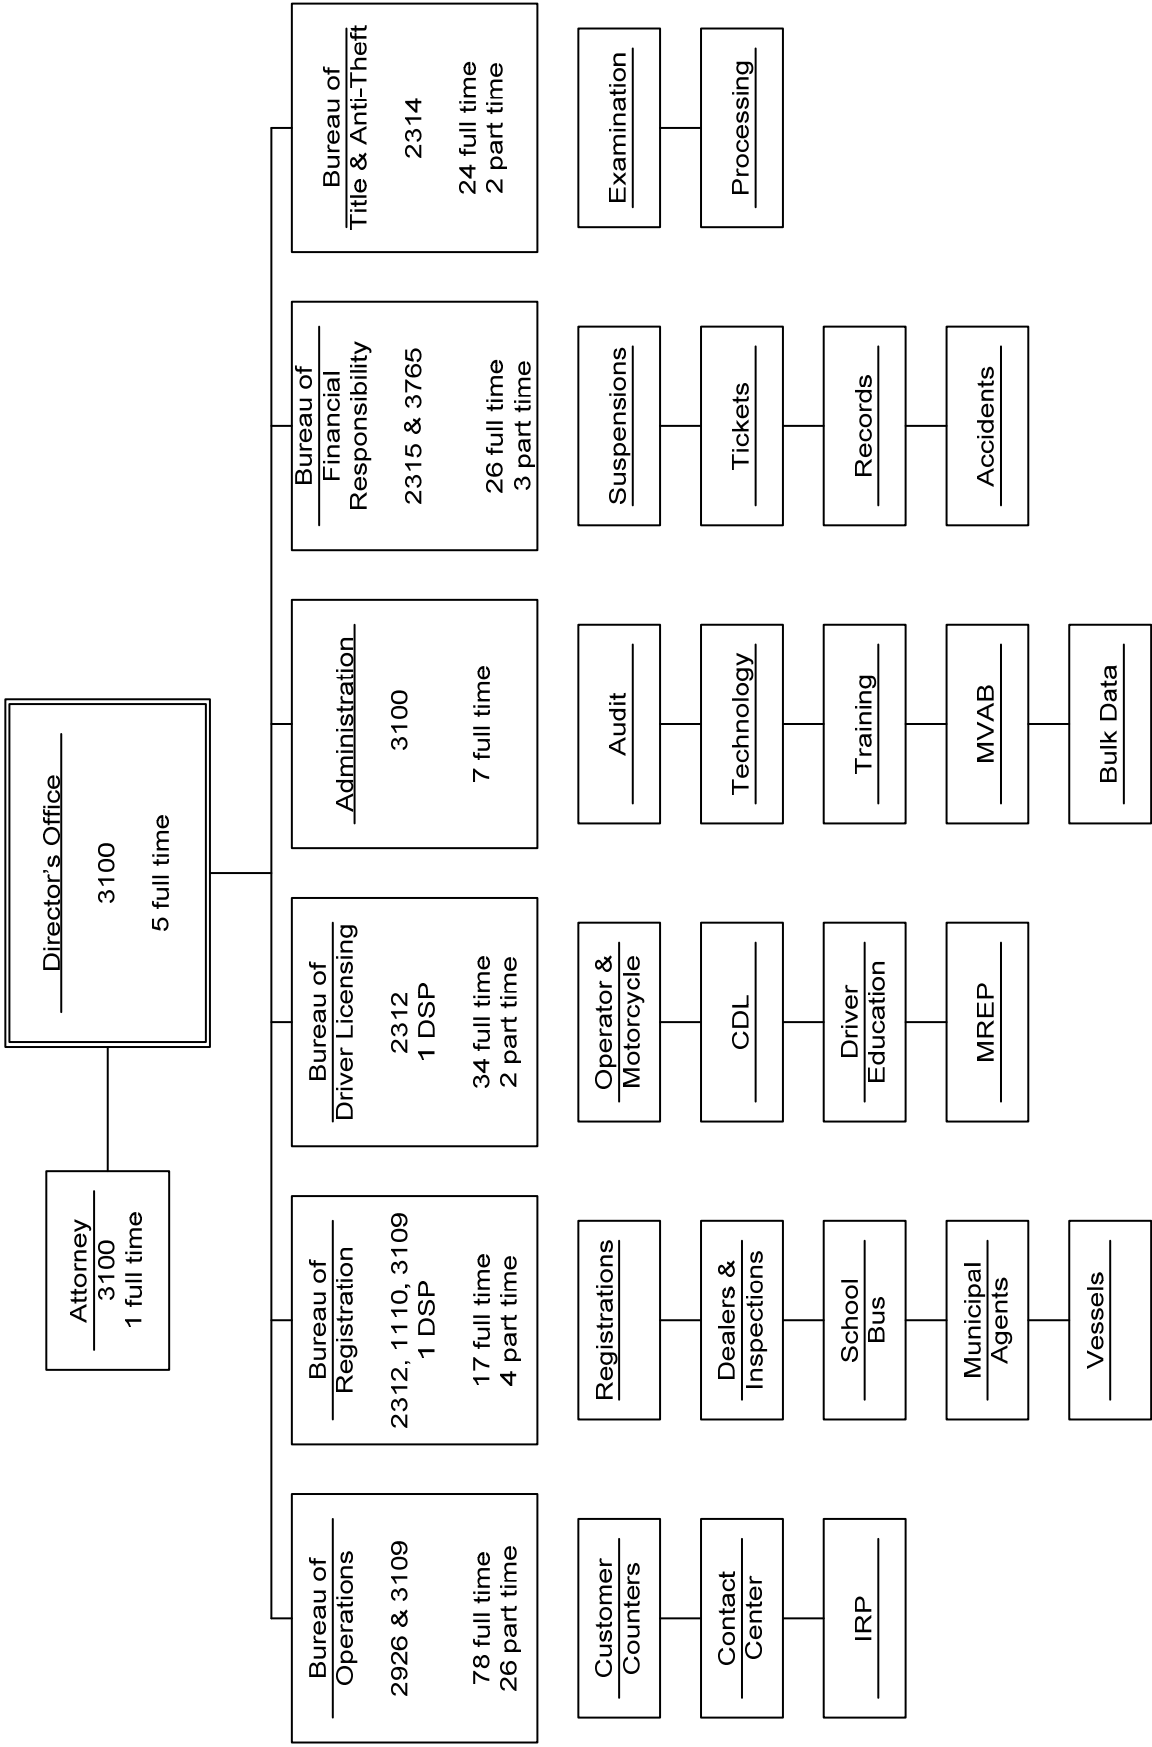 Director's Office
3100
5 full time
Attorney
3100
1 full time
Bureau of
Operations
2926 & 3109
78 full time
26 part time
Customer
Counters
Contact
Center
IRP
Bureau of
Registration
2312, 1110, 3109
1 DSP
17 full time
4 part time
Registrations
Dealers &
Inspections
School
Bus
Municipal
Agents
Vessels
Bureau of
Driver Licensing
2312
1 DSP
34 full time
2 part time
Operator &
Motorcycle
CDL
Driver
Education
MREP
Administration
3100
7 full time
Audit
Technology
Training
MVAB
Bulk Data
Bureau of
Financial
Responsibility
2315 & 3765
26 full time
3 part time
Suspensions
Tickets
Records
Accidents
Bureau of
Title & Anti-Theft
2314
24 full time
2 part time
Examination
Processing